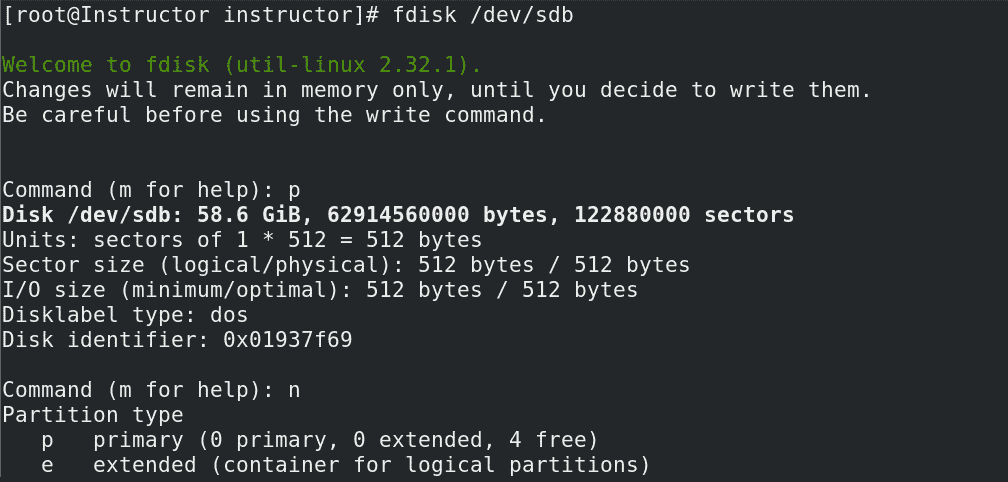 [root@Instructor instructor]# fdisk /dev/sdb
Welcome to fdisk (util-linux 2.32.1).
Changes will remain in memory only, until you decide to write them.
Be careful before using the write command.
Command (m for help): p
Disk /dev/sdb: 58.6 GiB, 62914560000 bytes, 122880000 sectors
Units: sectors of 1 * 512 = 512 bytes
Sector size (logical/physical): 512 bytes / 512 bytes
I/O size (minimum/optimal): 512 bytes / 512 bytes
Disklabel type: dos
Disk identifier: 0x01937f69
Command (m for help): n
Partition type
   p   primary (0 primary, 0 extended, 4 free)
   e   extended (container for logical partitions)